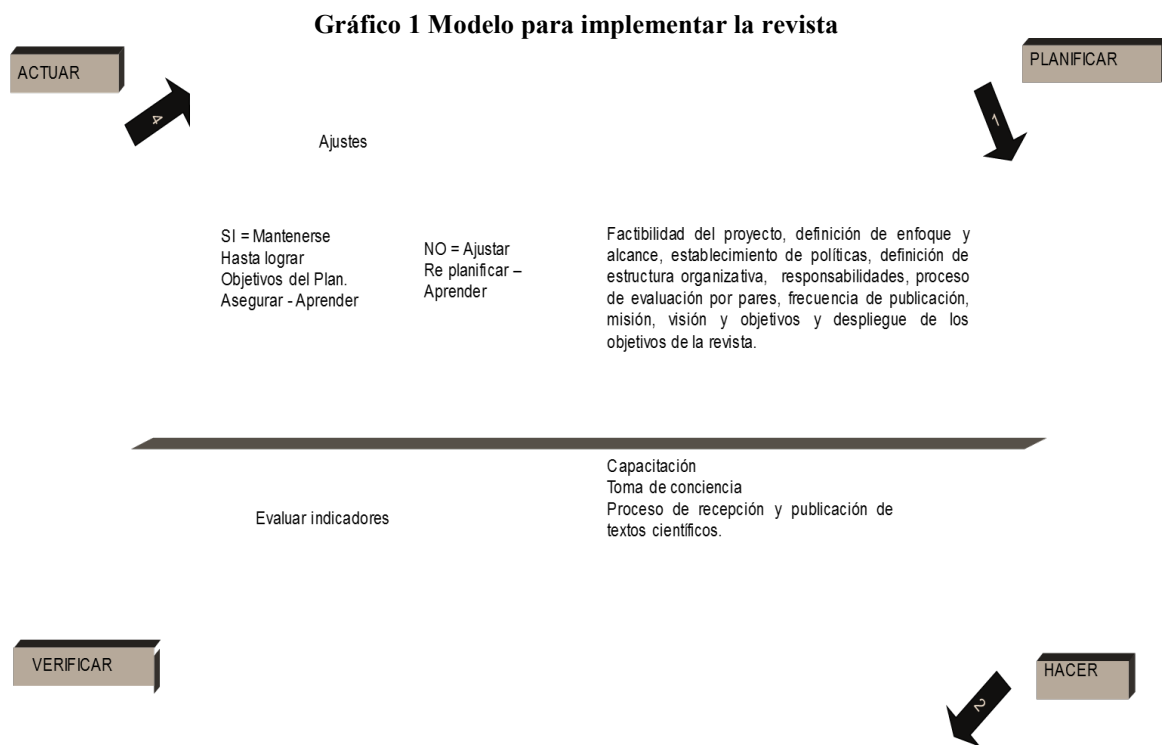 Gráfico 1 Modelo para implementar la revista
ACTUAR
PLANIFICAR
4
1
Ajustes
SI = Mantenerse
Hasta lograr
Objetivos del Plan.
Asegurar - Aprender
NO = Ajustar
Re planificar –
Aprender
Factibilidad del proyecto, definición de enfoque y
alcance, establecimiento de políticas, definición de
estructura organizativa, responsabilidades, proceso
de evaluación por pares, frecuencia de publicación,
misión, visión y objetivos y despliegue de los
objetivos de la revista.
Evaluar indicadores
Capacitación
Toma de conciencia
Proceso de recepción y publicación de
textos científicos.
VERIFICAR
HACER
2